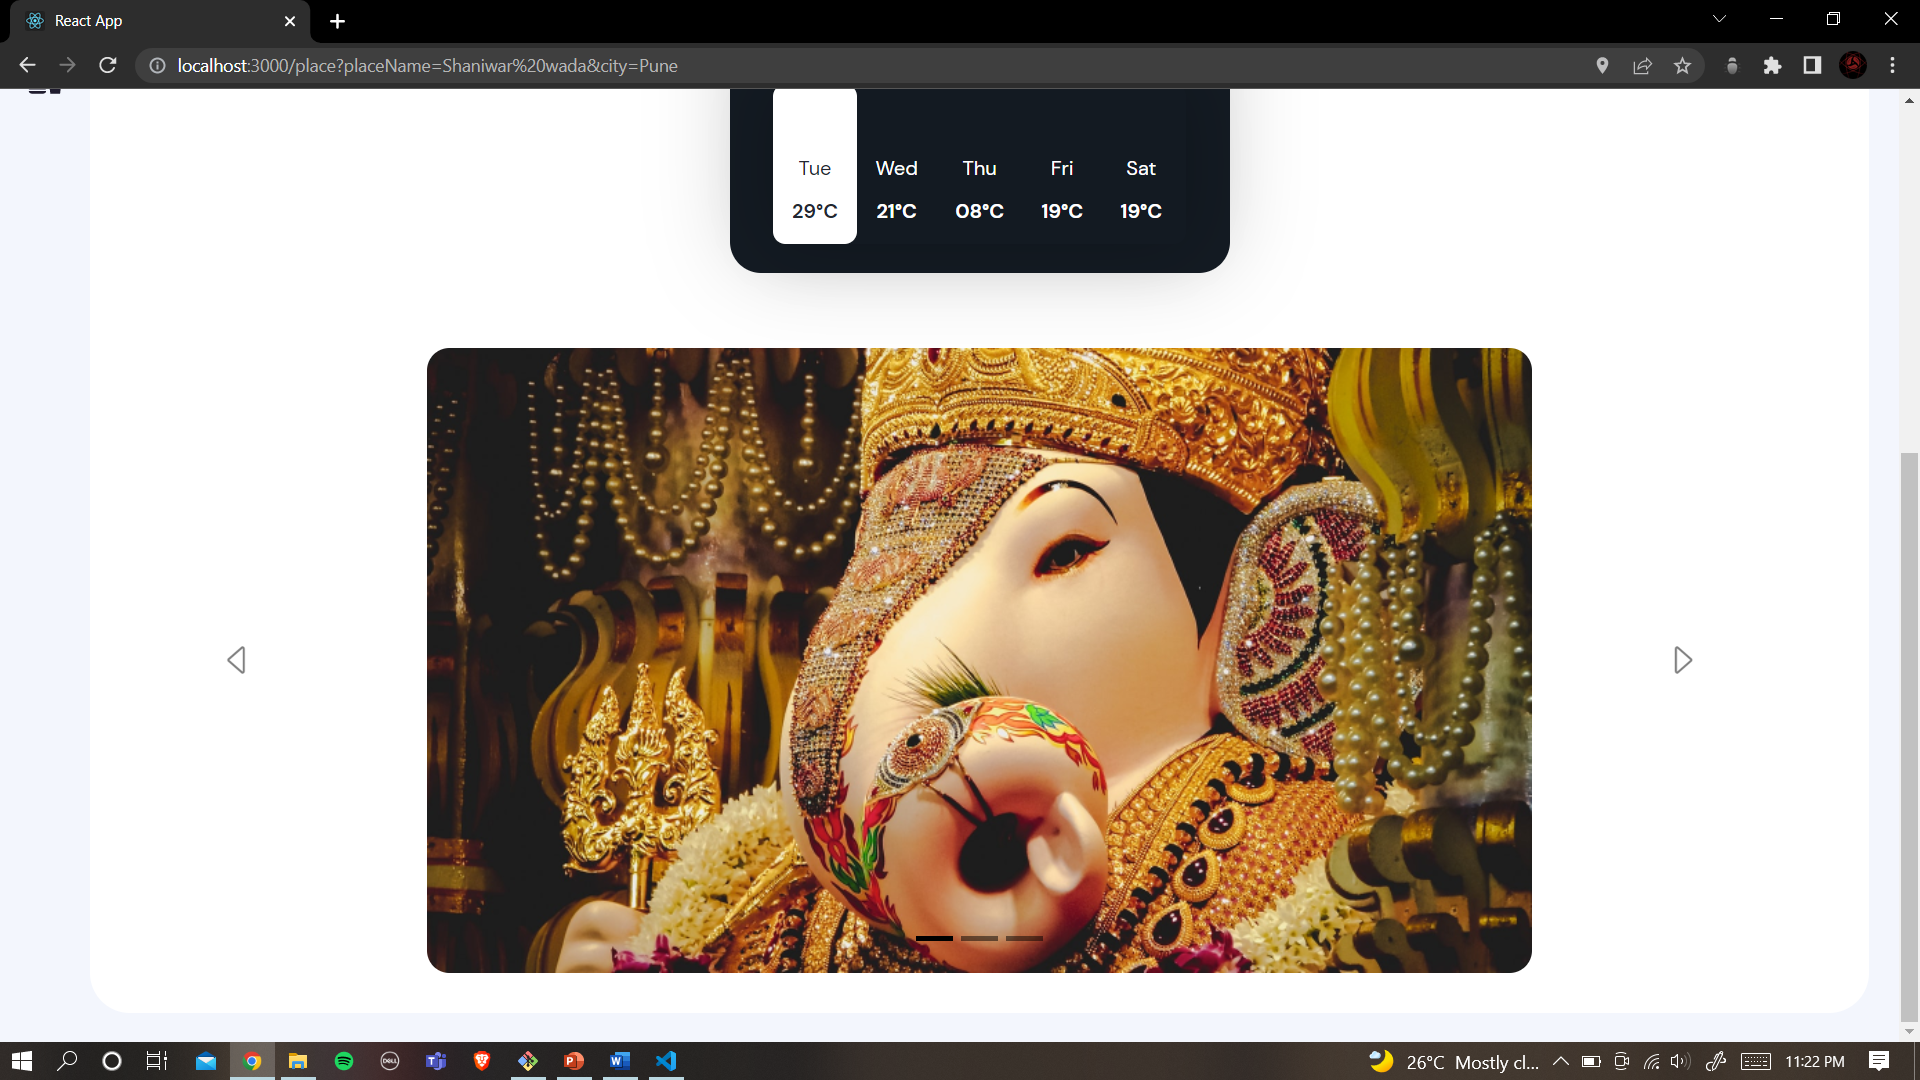 React App
localhost:3000/place?placeName=Shaniwar%20wada&city=Pune
Tue Wed Thu Fri Sat
29°C 21°C 08°C 19°C 19°C
DELL
26°C Mostly cl... 11:22 PM